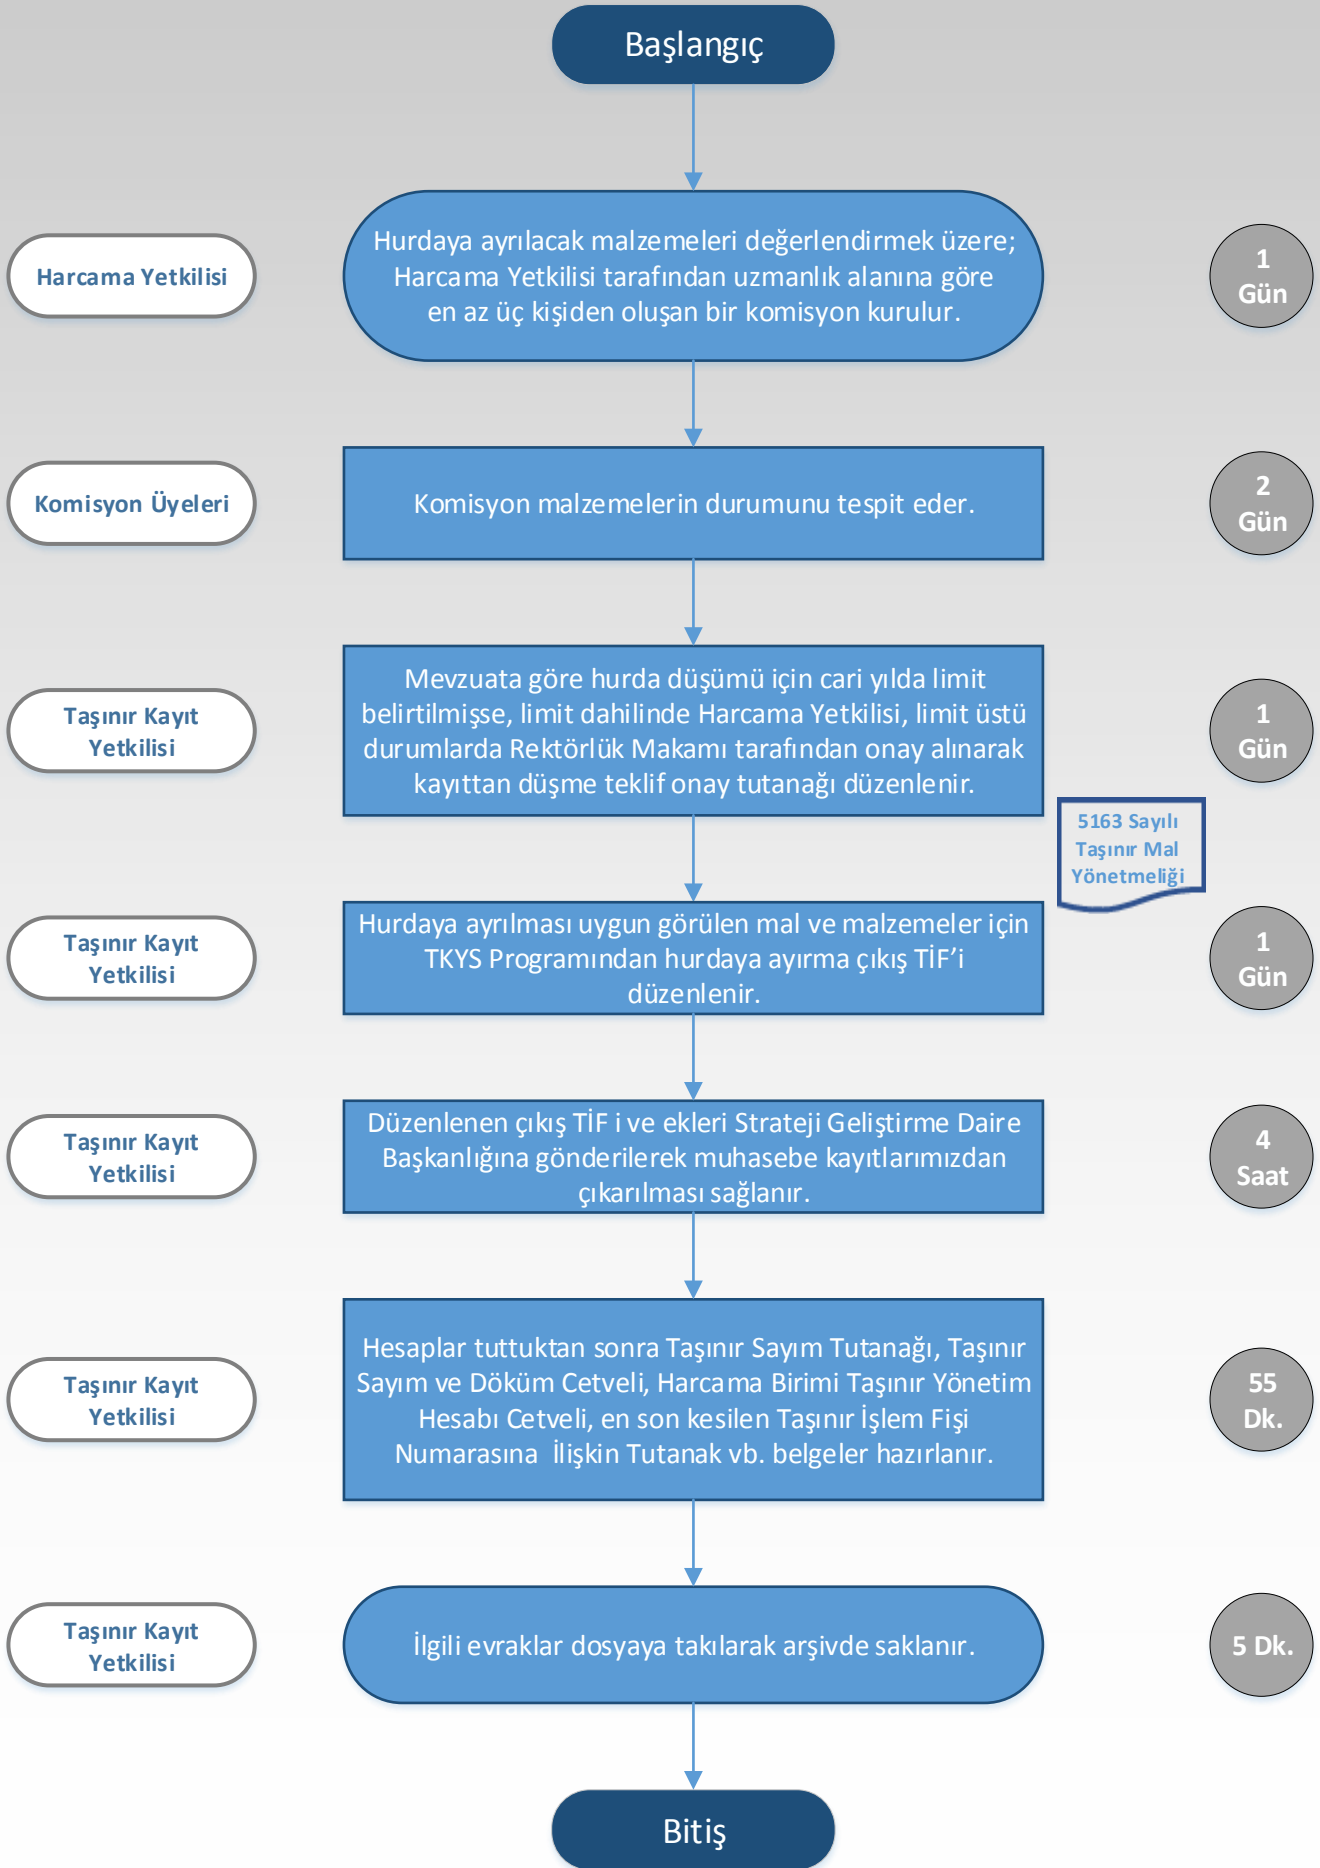 Başlangıç
Harcama Yetkilisi
Hurdaya ayrılacak malzemeleri değerlendirmek üzere;
Harcama Yetkilisi tarafından uzmanlık alanına göre
en az üç kişiden oluşan bir komisyon kurulur.
1
Gün
Komisyon Üyeleri
Komisyon malzemelerin durumunu tespit eder.
2
Gün
Taşınır Kayıt
Yetkilisi
Mevzuata göre hurda düşümü için cari yılda limit
belirtilmişse, limit dahilinde Harcama Yetkilisi, limit üstü
durumlarda Rektörlük Makamı tarafından onay alınarak
kayıttan düşme teklif onay tutanağı düzenlenir.
1
Gün
5163 Sayılı
Taşınır Mal
Yönetmeliği
Taşınır Kayıt
Yetkilisi
Hurdaya ayrılması uygun görülen mal ve malzemeler için
TKYS Programından hurdaya ayırma çıkış TİF’i
düzenlenir.
1
Gün
Taşınır Kayıt
Yetkilisi
Düzenlenen çıkış TİF i ve ekleri Strateji Geliştirme Daire
Başkanlığına gönderilerek muhasebe kayıtlarımızdan
çıkarılması sağlanır.
4
Saat
Taşınır Kayıt
Yetkilisi
Hesaplar tuttuktan sonra Taşınır Sayım Tutanağı, Taşınır
Sayım ve Döküm Cetveli, Harcama Birimi Taşınır Yönetim
Hesabı Cetveli, en son kesilen Taşınır İşlem Fişi
Numarasına İlişkin Tutanak vb. belgeler hazırlanır.
55
Dk.
Taşınır Kayıt
Yetkilisi
İlgili evraklar dosyaya takılarak arşivde saklanır.
5 Dk.
Bitiş